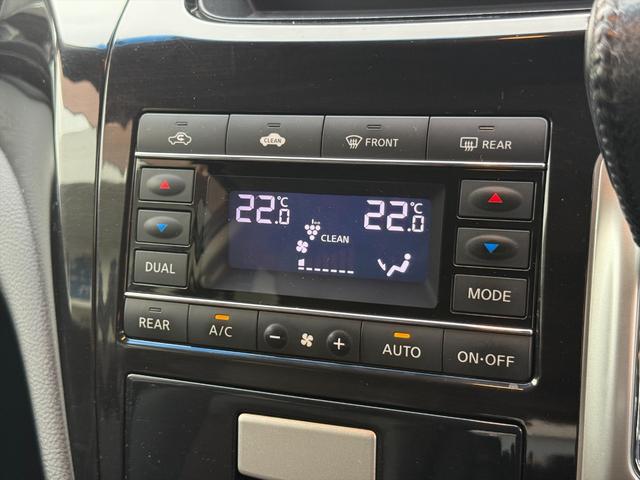 CLEAN FRONT REAR
22.0℃ 22.0℃
CLEAN
DUAL MODE
REAR A/C − + AUTO ON·OFF